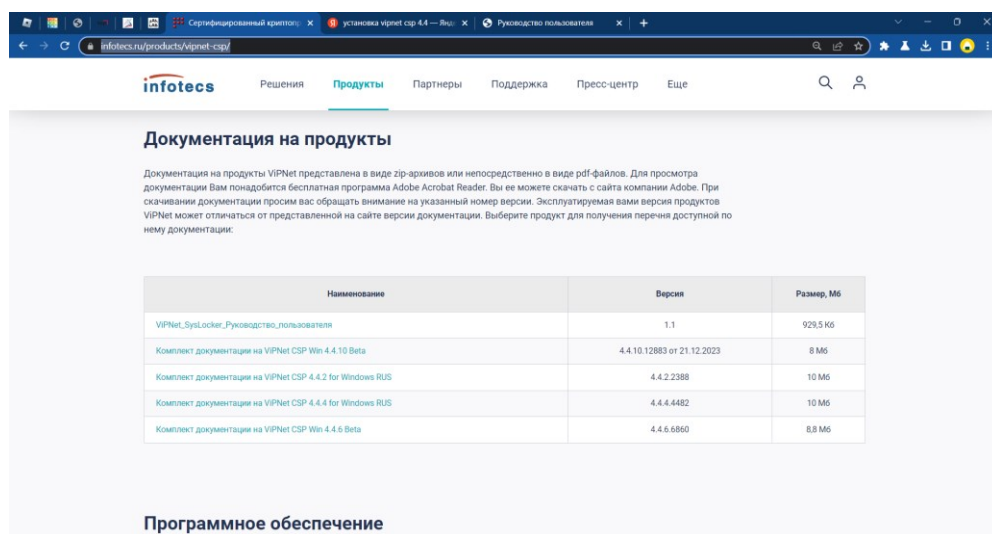 Сертифицированный криптопр
установка vipnet csp 4.4 — Янд
Руководство пользователя
infotecs.ru/products/vipnet-csp/
infotecs
Решения
Продукты
Партнеры
Поддержка
Пресс-центр
Еще
Документация на продукты
Документация на продукты ViPNet представлена в виде zip-архивов или непосредственно в виде pdf-файлов. Для просмотра
документации Вам понадобится бесплатная программа Adobe Acrobat Reader. Вы ее можете скачать с сайта компании Adobe. При
скачивании документации просим вас обращать внимание на указанный номер версии. Эксплуатируемая вами версия продуктов
ViPNet может отличаться от представленной на сайте версии документации. Выберите продукт для получения перечня доступной по
нему документации:
Наименование Версия Размер, Мб
ViPNet_SysLocker_Руководство_пользователя 1.1 929,5 Кб
Комплект документации на ViPNet CSP Win 4.4.10 Beta 4.4.10.12883 от 21.12.2023 8 Мб
Комплект документации на ViPNet CSP 4.4.2 for Windows RUS 4.4.2.2388 10 Мб
Комплект документации на ViPNet CSP 4.4.4 for Windows RUS 4.4.4.4482 10 Мб
Комплект документации на ViPNet CSP Win 4.4.6 Beta 4.4.6.6860 8,8 Мб
Программное обеспечение